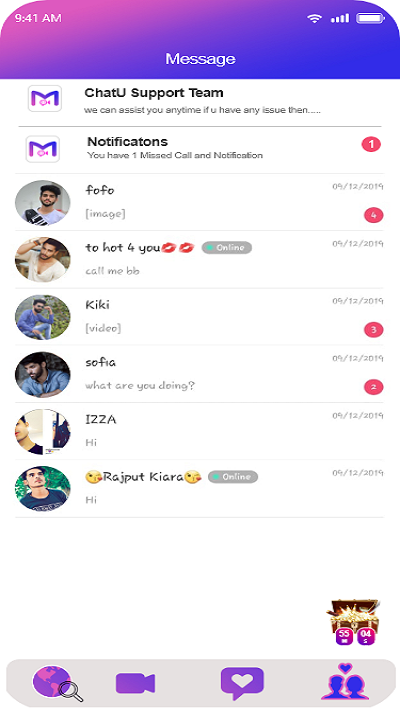 9:41 AM
Message
ChatU Support Team
we can assist you anytime if u have any issue then.....
Notificatons
You have 1 Missed Call and Notification
1
fofo
09/12/2019
[image]
4
to hot 4 you💋💋 Online
09/12/2019
call me bb
Kiki
09/12/2019
[video]
3
sofia
09/12/2019
what are you doing?
2
IZZA
09/12/2019
Hi
😘Rajput Kiara😘 Online
09/12/2019
Hi
55 04
M S